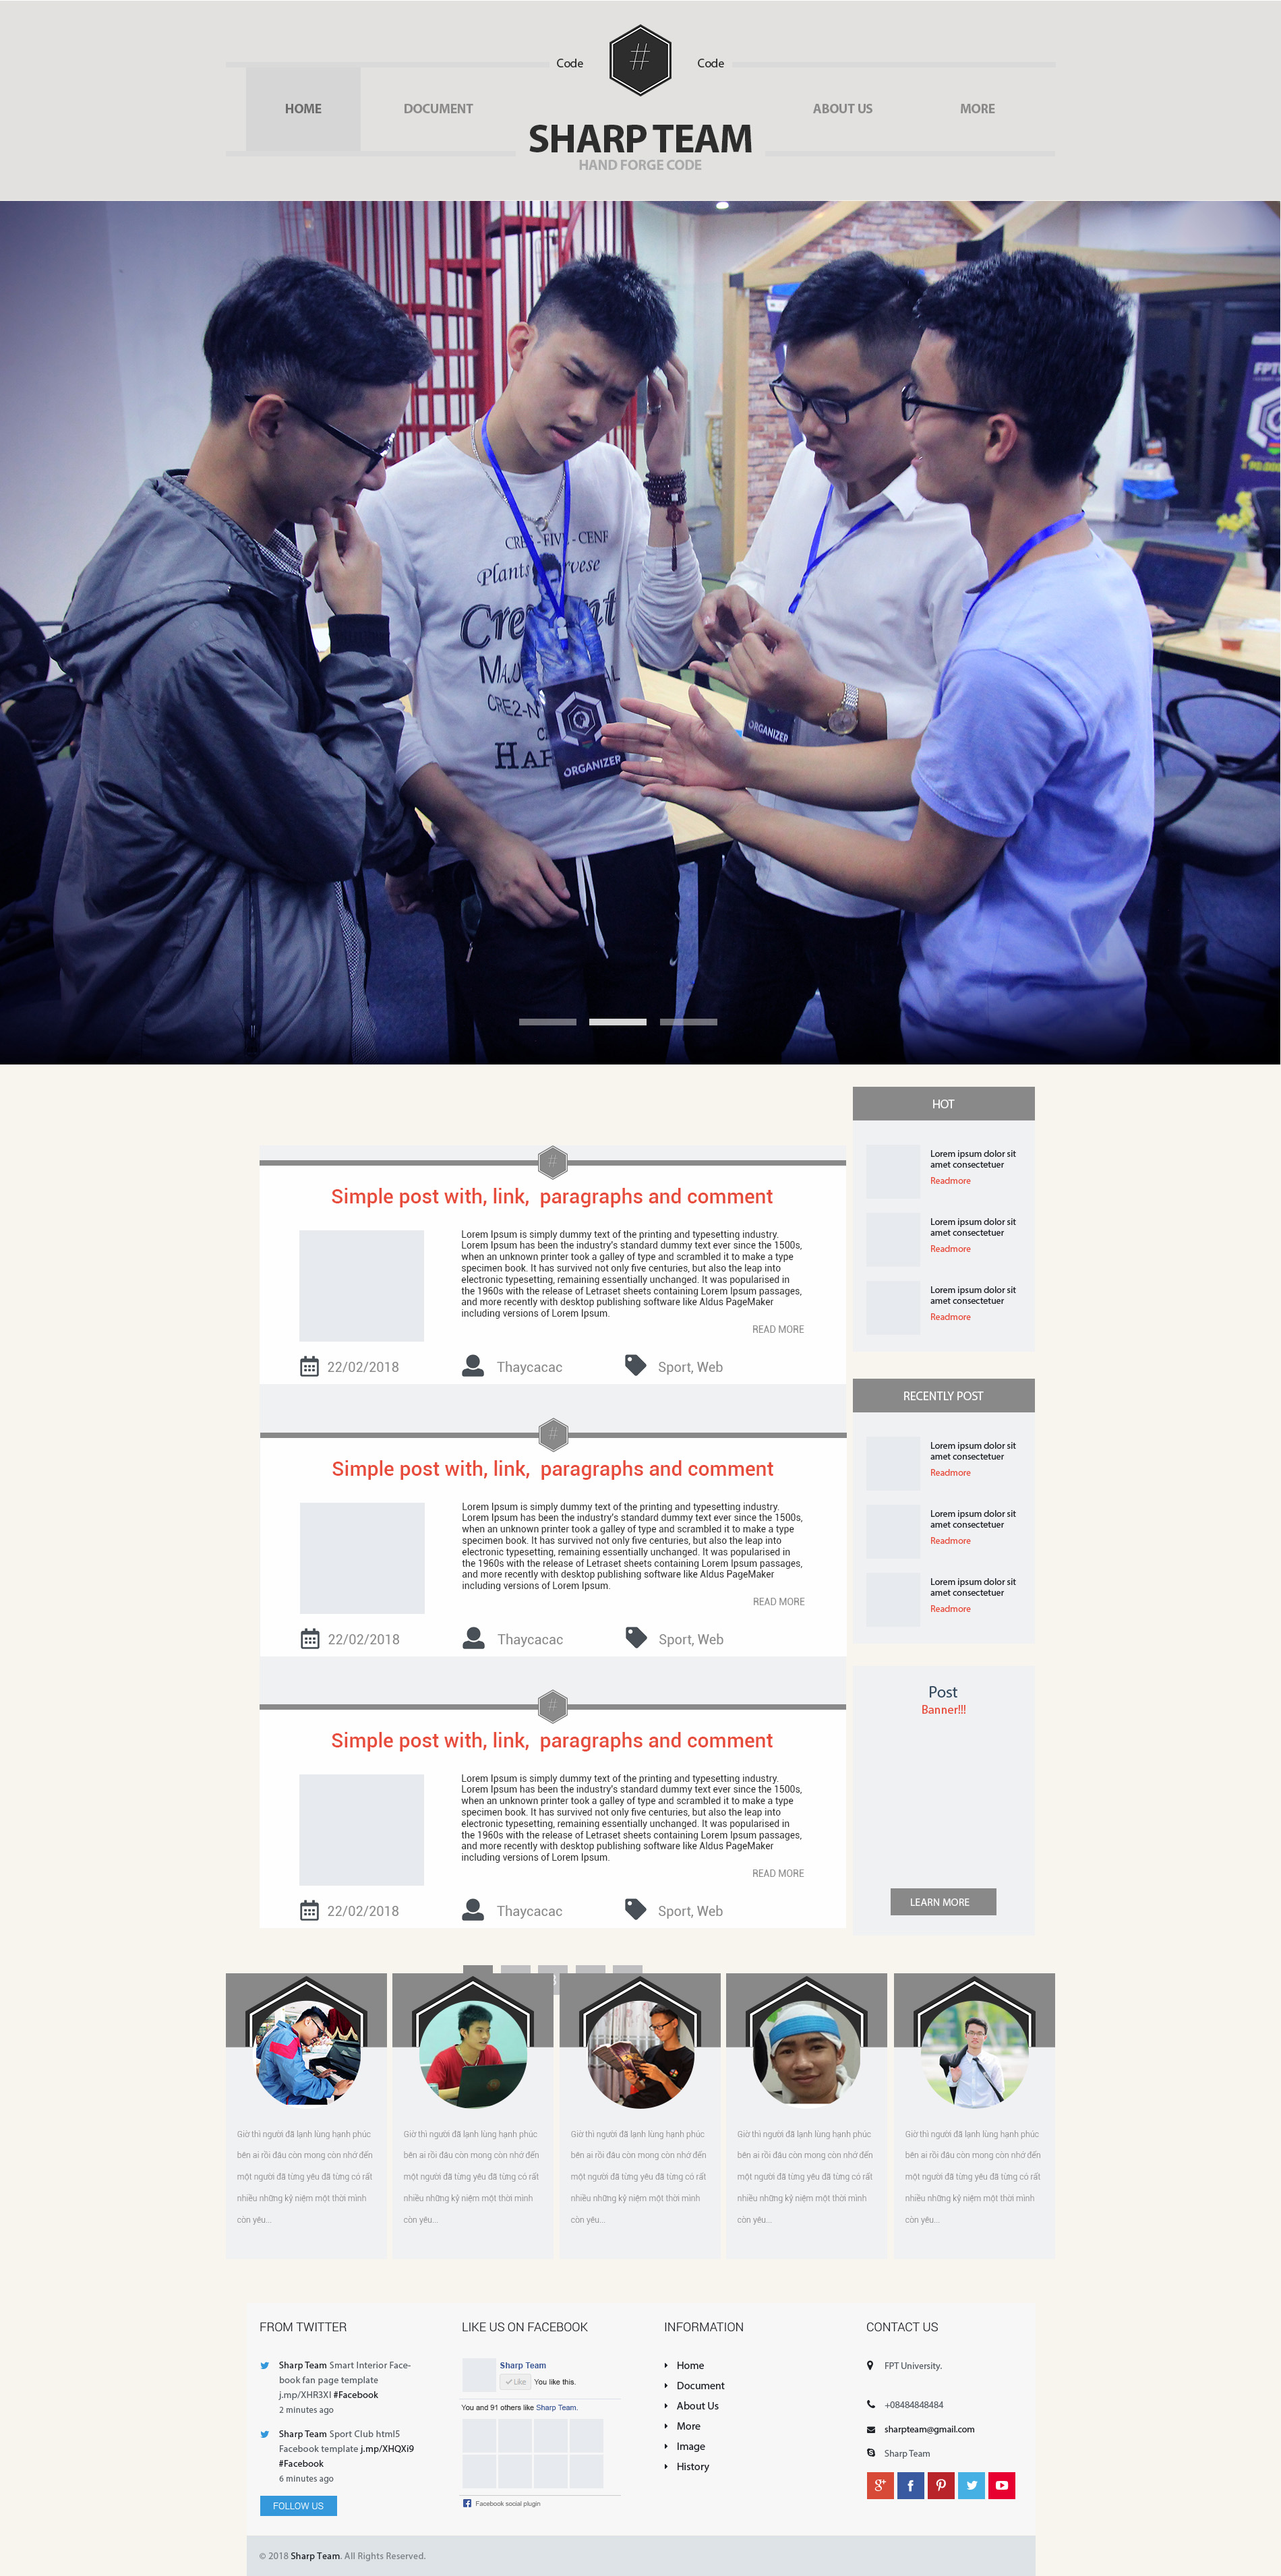 Code
#
Code
HOME
DOCUMENT
ABOUT US
MORE
SHARP TEAM
HAND FORGE CODE
FPTU
CRES - FIVE - CENF
Plants
ORGANIZER
ORGANIZER
HOT
Lorem ipsum dolor sit
amet consectetuer
Readmore
Lorem ipsum dolor sit
amet consectetuer
Readmore
Lorem ipsum dolor sit
amet consectetuer
Readmore
#
Simple post with, link, paragraphs and comment
Lorem Ipsum is simply dummy text of the printing and typesetting industry.
Lorem Ipsum has been the industry's standard dummy text ever since the 1500s,
when an unknown printer took a galley of type and scrambled it to make a type
specimen book. It has survived not only five centuries, but also the leap into
electronic typesetting, remaining essentially unchanged. It was popularised in
the 1960s with the release of Letraset sheets containing Lorem Ipsum passages,
and more recently with desktop publishing software like Aldus PageMaker
including versions of Lorem Ipsum.
READ MORE
22/02/2018
Thaycacac
Sport, Web
#
Simple post with, link, paragraphs and comment
Lorem Ipsum is simply dummy text of the printing and typesetting industry.
Lorem Ipsum has been the industry's standard dummy text ever since the 1500s,
when an unknown printer took a galley of type and scrambled it to make a type
specimen book. It has survived not only five centuries, but also the leap into
electronic typesetting, remaining essentially unchanged. It was popularised in
the 1960s with the release of Letraset sheets containing Lorem Ipsum passages,
and more recently with desktop publishing software like Aldus PageMaker
including versions of Lorem Ipsum.
READ MORE
22/02/2018
Thaycacac
Sport, Web
#
Simple post with, link, paragraphs and comment
Lorem Ipsum is simply dummy text of the printing and typesetting industry.
Lorem Ipsum has been the industry's standard dummy text ever since the 1500s,
when an unknown printer took a galley of type and scrambled it to make a type
specimen book. It has survived not only five centuries, but also the leap into
electronic typesetting, remaining essentially unchanged. It was popularised in
the 1960s with the release of Letraset sheets containing Lorem Ipsum passages,
and more recently with desktop publishing software like Aldus PageMaker
including versions of Lorem Ipsum.
READ MORE
22/02/2018
Thaycacac
Sport, Web
RECENTLY POST
Lorem ipsum dolor sit
amet consectetuer
Readmore
Lorem ipsum dolor sit
amet consectetuer
Readmore
Lorem ipsum dolor sit
amet consectetuer
Readmore
Post
Banner!!!
LEARN MORE
Giờ thì người đã lạnh lùng hạnh phúc
bên ai rồi đâu còn mong còn nhớ đến
một người đã từng yêu đã từng có rất
nhiều những kỷ niệm một thời mình
còn yêu...
Giờ thì người đã lạnh lùng hạnh phúc
bên ai rồi đâu còn mong còn nhớ đến
một người đã từng yêu đã từng có rất
nhiều những kỷ niệm một thời mình
còn yêu...
Giờ thì người đã lạnh lùng hạnh phúc
bên ai rồi đâu còn mong còn nhớ đến
một người đã từng yêu đã từng có rất
nhiều những kỷ niệm một thời mình
còn yêu...
Giờ thì người đã lạnh lùng hạnh phúc
bên ai rồi đâu còn mong còn nhớ đến
một người đã từng yêu đã từng có rất
nhiều những kỷ niệm một thời mình
còn yêu...
Giờ thì người đã lạnh lùng hạnh phúc
bên ai rồi đâu còn mong còn nhớ đến
một người đã từng yêu đã từng có rất
nhiều những kỷ niệm một thời mình
còn yêu...
FROM TWITTER
Sharp Team Smart Interior Face-
book fan page template
j.mp/XHR3XI #Facebook
2 minutes ago
Sharp Team Sport Club html5
Facebook template j.mp/XHQXi9
#Facebook
6 minutes ago
FOLLOW US
LIKE US ON FACEBOOK
Sharp Team
Like You like this.
You and 91 others like Sharp Team.
Facebook social plugin
INFORMATION
Home
Document
About Us
More
Image
History
CONTACT US
FPT University.
+08484848484
sharpteam@gmail.com
Sharp Team
© 2018 Sharp Team. All Rights Reserved.